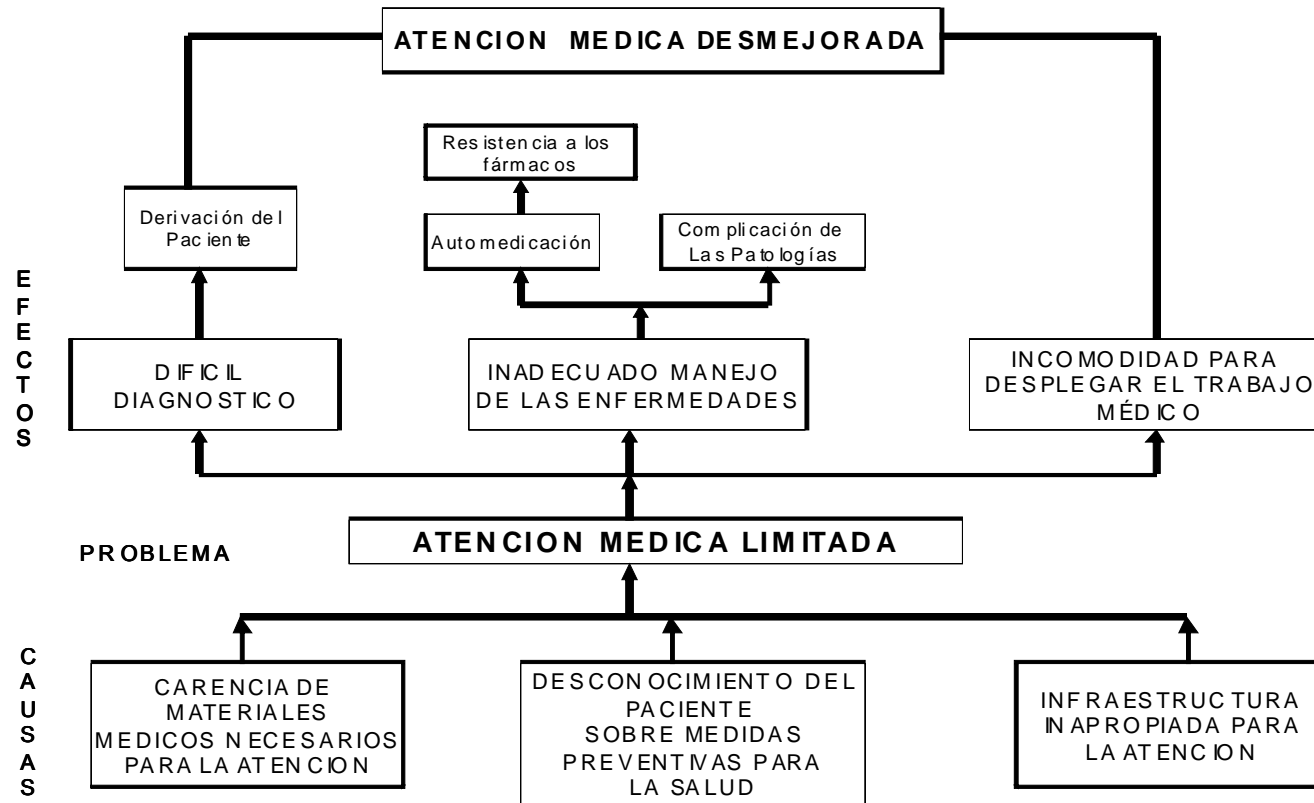 ATENCION MEDICA DESMEJORADA
Resistencia a los
fármacos
Derivación del
Paciente
Automedicación
Complicación de
Las Patologías
EFECTOS
DIFICIL
DIAGNOSTICO
INADECUADO MANEJO
DE LAS ENFERMEDADES
INCOMODIDAD PARA
DESPLEGAR EL TRABAJO
MÉDICO
PROBLEMA
ATENCION MEDICA LIMITADA
CAUSAS
CARENCIA DE
MATERIALES
MEDICOS NECESARIOS
PARA LA ATENCION
DESCONOCIMIENTO DEL
PACIENTE
SOBRE MEDIDAS
PREVENTIVAS PARA
LA SALUD
INFRAESTRUCTURA
INAPROPIADA PARA
LA ATENCION